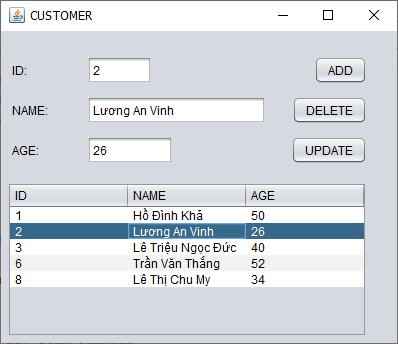 CUSTOMER
ID: 2 ADD
NAME: Lương An Vinh DELETE
AGE: 26 UPDATE
ID NAME AGE
1 Hồ Đình Khả 50
2 Lương An Vinh 26
3 Lê Triệu Ngọc Đức 40
6 Trần Văn Thắng 52
8 Lê Thị Chu My 34